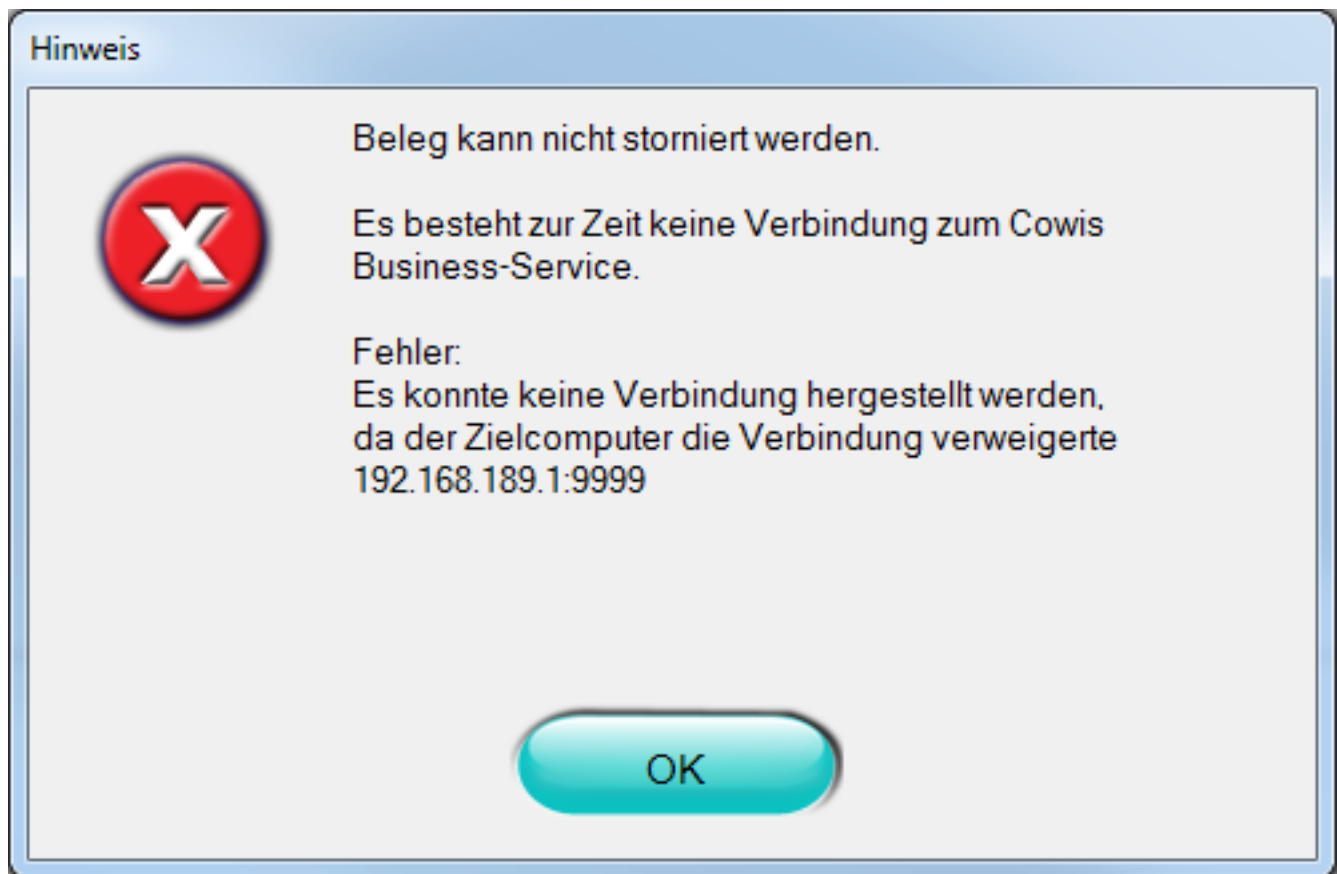 Hinweis
Beleg kann nicht storniert werden.
Es besteht zur Zeit keine Verbindung zum Cowis
Business-Service.
Fehler:
Es konnte keine Verbindung hergestellt werden,
da der Zielcomputer die Verbindung verweigerte
192.168.189.1:9999
OK